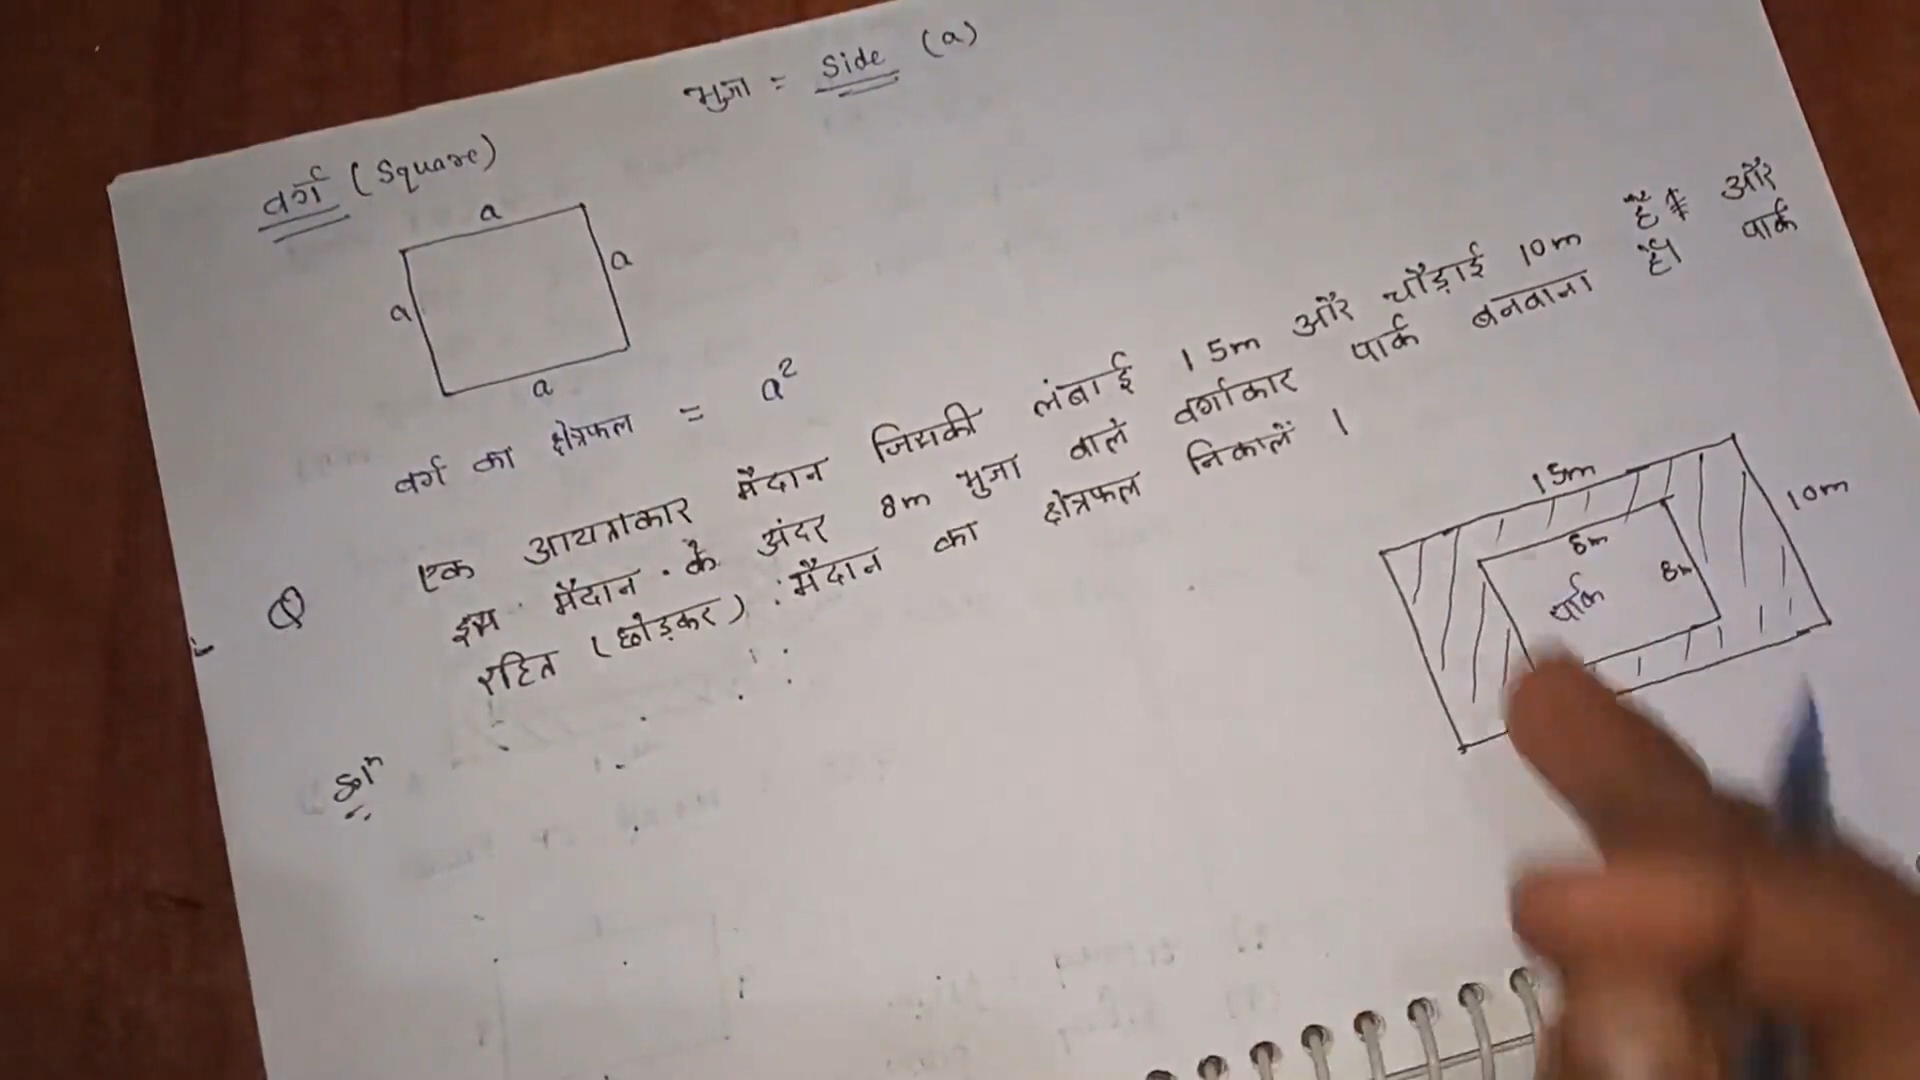 भुजा = Side (a)
वर्ग (Square)
a
a
a
a
वर्ग का क्षेत्रफल = a²
Q एक आयताकार मैदान जिसकी लंबाई 15m और चौड़ाई 10m है और
इस मैदान के अंदर 8m भुजा वाले वर्गाकार पार्क बनवाना है। पार्क
रहित (छोड़कर) मैदान का क्षेत्रफल निकालें ।
15m
10m
8m
8m
पार्क
Solⁿ